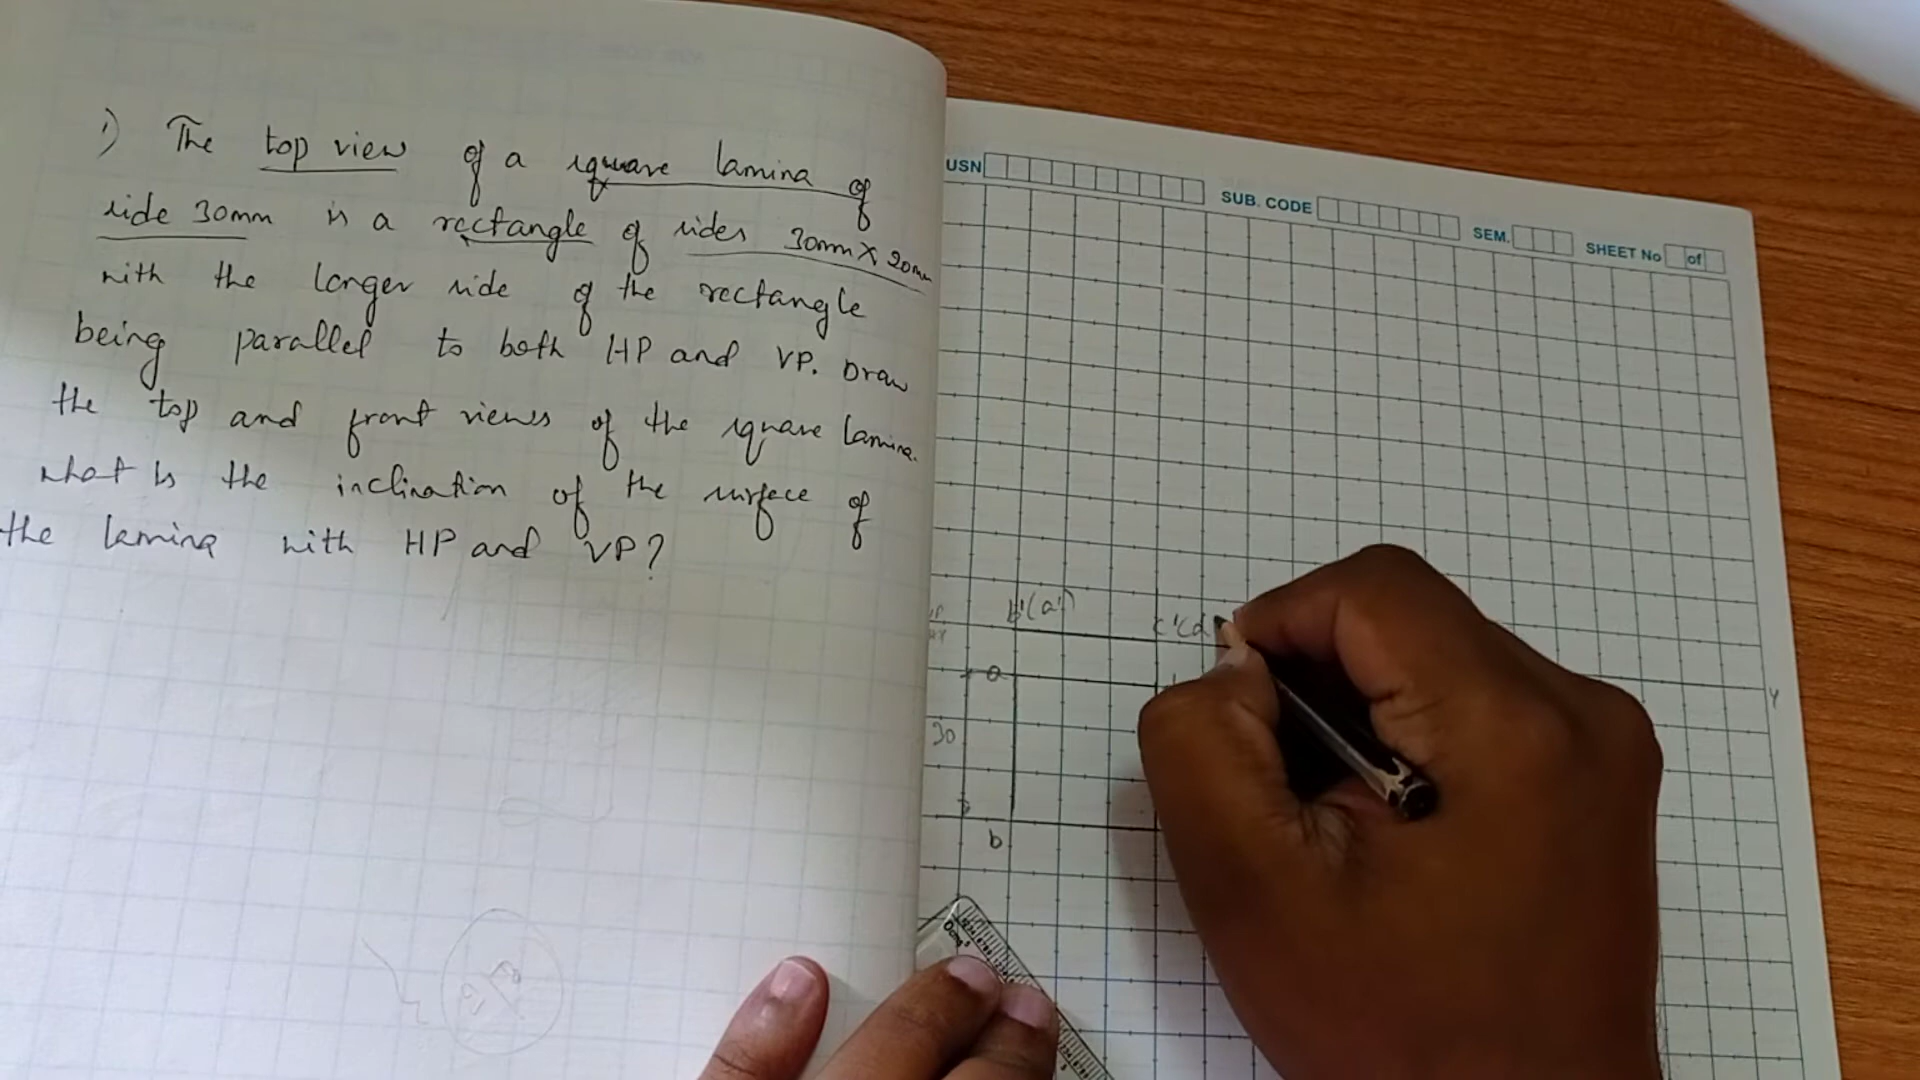 1) The top view of a square lamina of
side 30mm is a rectangle of sides 30mm X 20mm
with the longer side of the rectangle
being parallel to both HP and VP. Draw
the top and front views of the square lamina.
what is the inclination of the surface of
the lamina with HP and VP?
USN
SUB. CODE
SEM.
SHEET No of
b'(a')
c'(d
a
Y
30
b